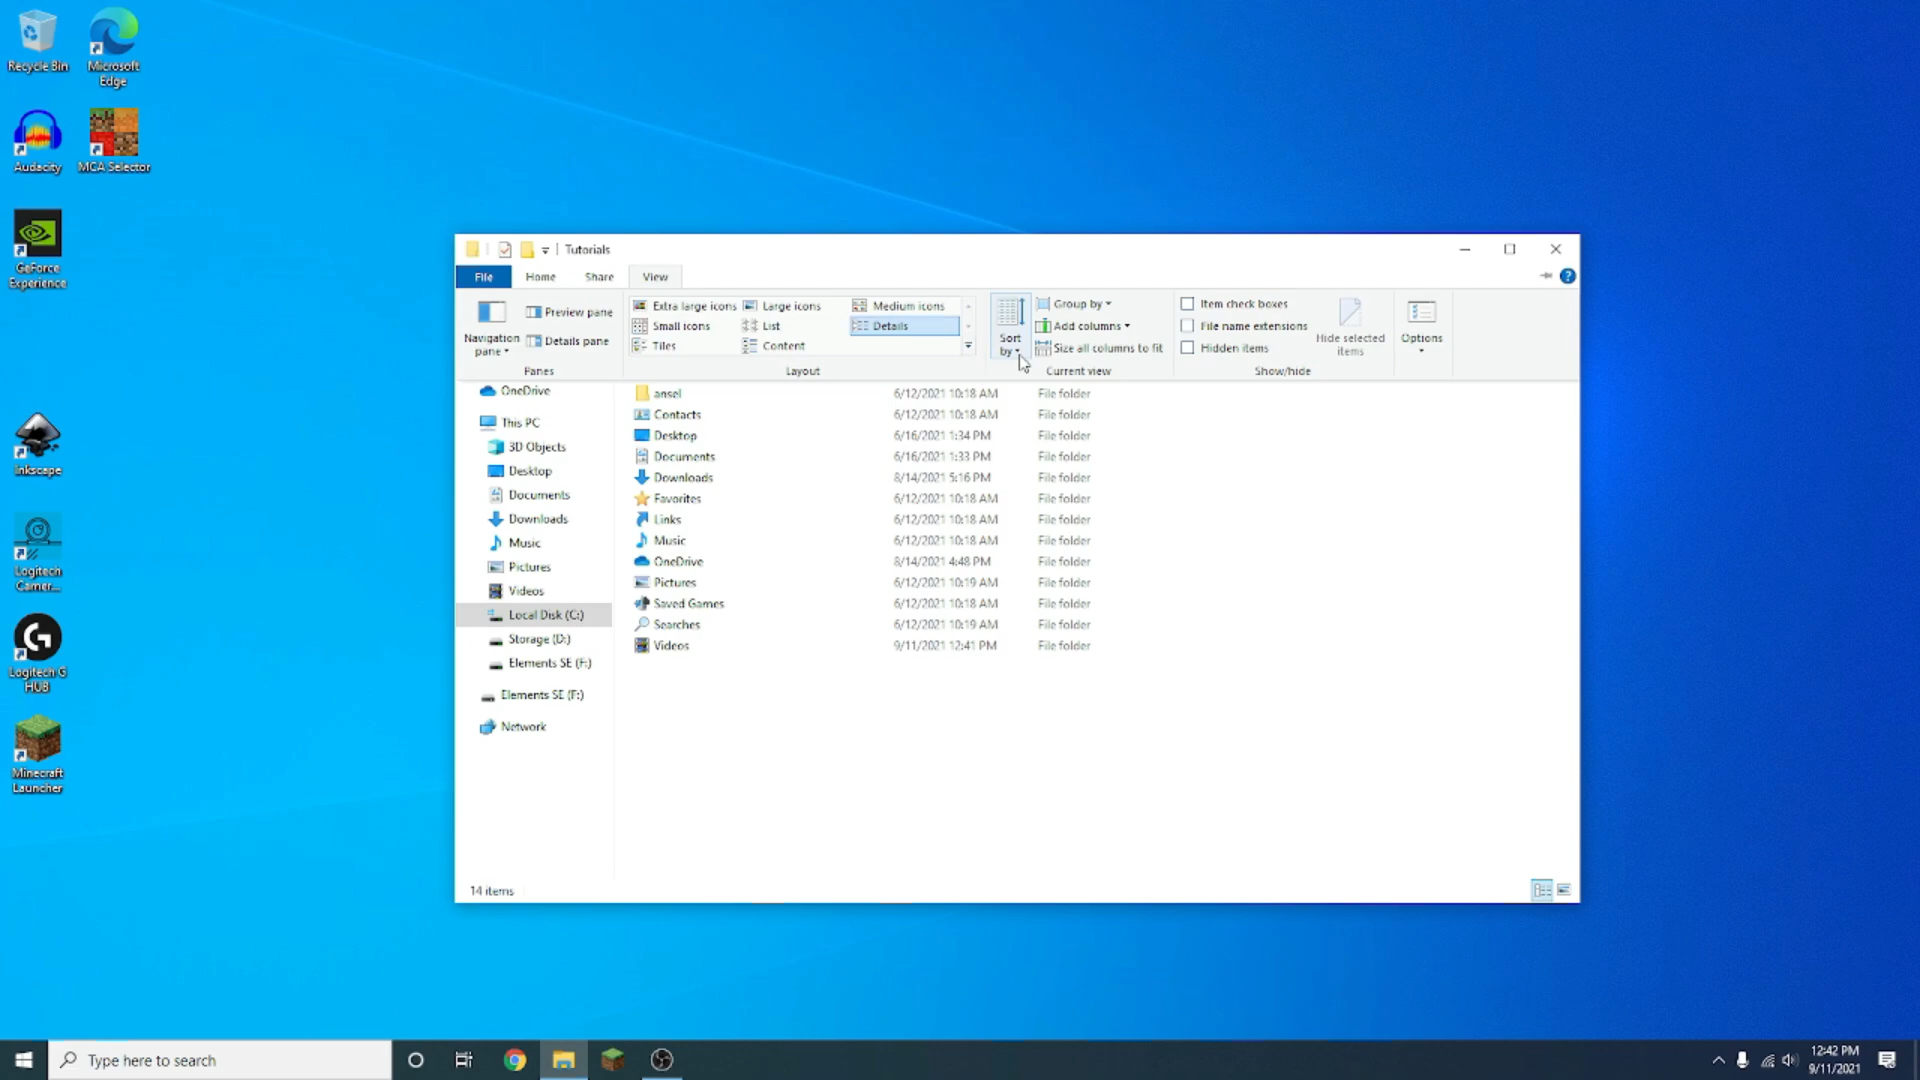 Recycle Bin
Microsoft
Edge
Audacity
MCA Selector
GeForce
Experience
Inkscape
Logitech
Camer...
Logitech G
HUB
Minecraft
Launcher
Tutorials
File
Home
Share
View
Navigation
pane
Preview pane
Details pane
Panes
Extra large icons
Large icons
Medium icons
Small icons
List
Details
Tiles
Content
Layout
Sort
by
Group by
Add columns
Size all columns to fit
Current view
Item check boxes
File name extensions
Hidden items
Hide selected
items
Show/hide
Options
OneDrive
This PC
3D Objects
Desktop
Documents
Downloads
Music
Pictures
Videos
Local Disk (C:)
Storage (D:)
Elements SE (F:)
Elements SE (F:)
Network
ansel 6/12/2021 10:18 AM File folder
Contacts 6/12/2021 10:18 AM File folder
Desktop 6/16/2021 1:34 PM File folder
Documents 6/16/2021 1:33 PM File folder
Downloads 8/14/2021 5:16 PM File folder
Favorites 6/12/2021 10:18 AM File folder
Links 6/12/2021 10:18 AM File folder
Music 6/12/2021 10:18 AM File folder
OneDrive 8/14/2021 4:48 PM File folder
Pictures 6/12/2021 10:19 AM File folder
Saved Games 6/12/2021 10:18 AM File folder
Searches 6/12/2021 10:19 AM File folder
Videos 9/11/2021 12:41 PM File folder
14 items
Type here to search
12:42 PM
9/11/2021